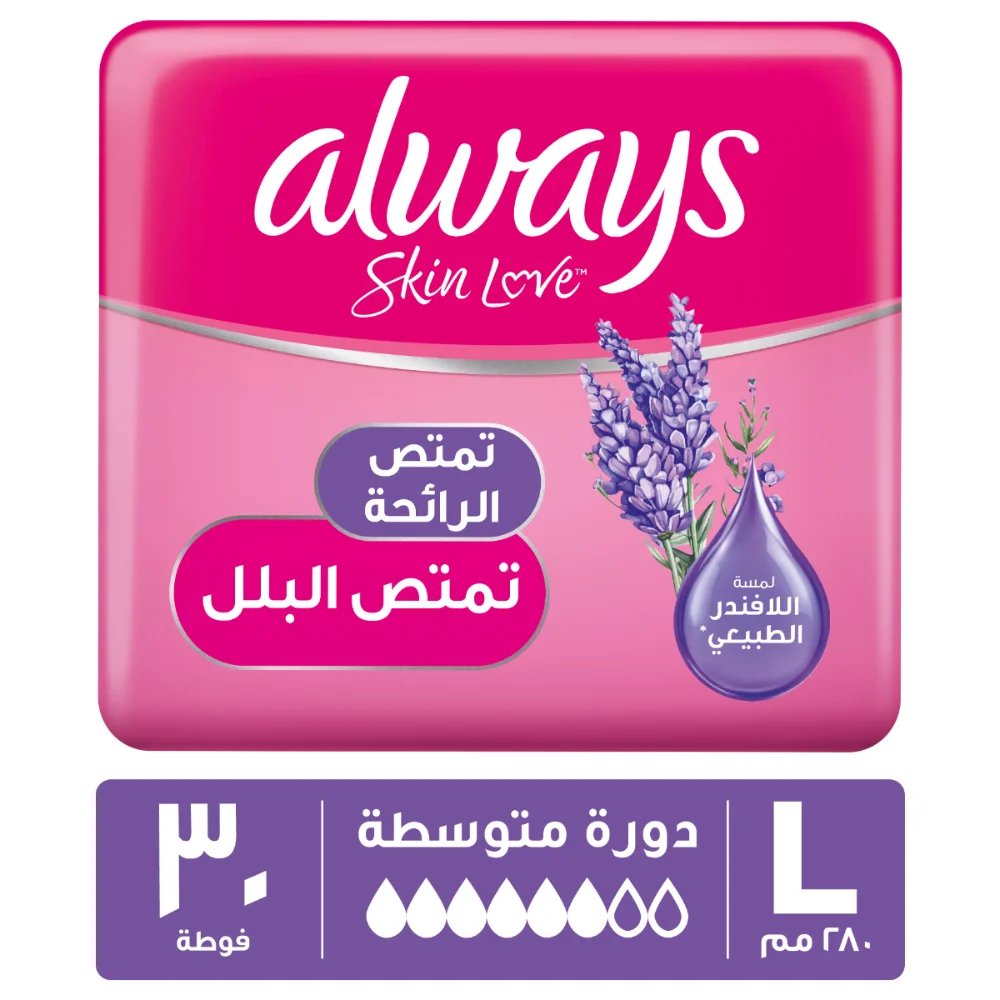 always
Skin Love™
تمتص
الرائحة
تمتص البلل
لمسة
اللافندر
الطبيعي*
L
٢٨٠ مم
دورة متوسطة
٣٠
فوطة